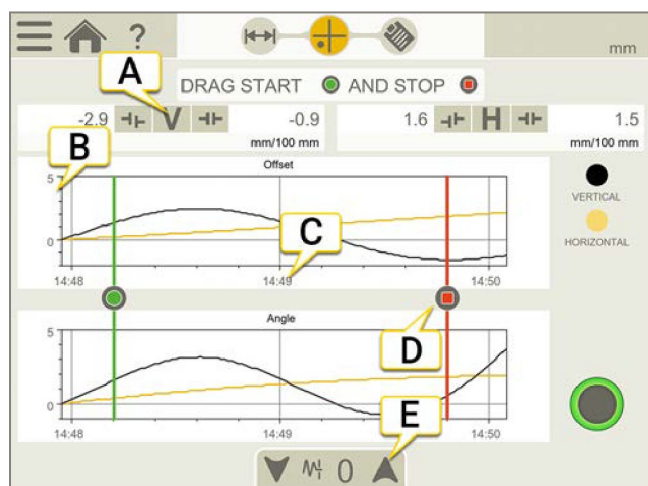 ?
mm
A
DRAG START AND STOP
-2.9 V -0.9
1.6 H 1.5
mm/100 mm
mm/100 mm
B
Offset
5
0
C
14:48 14:49 14:50
VERTICAL
HORIZONTAL
D
Angle
5
0
E
14:48 14:49 14:50
0